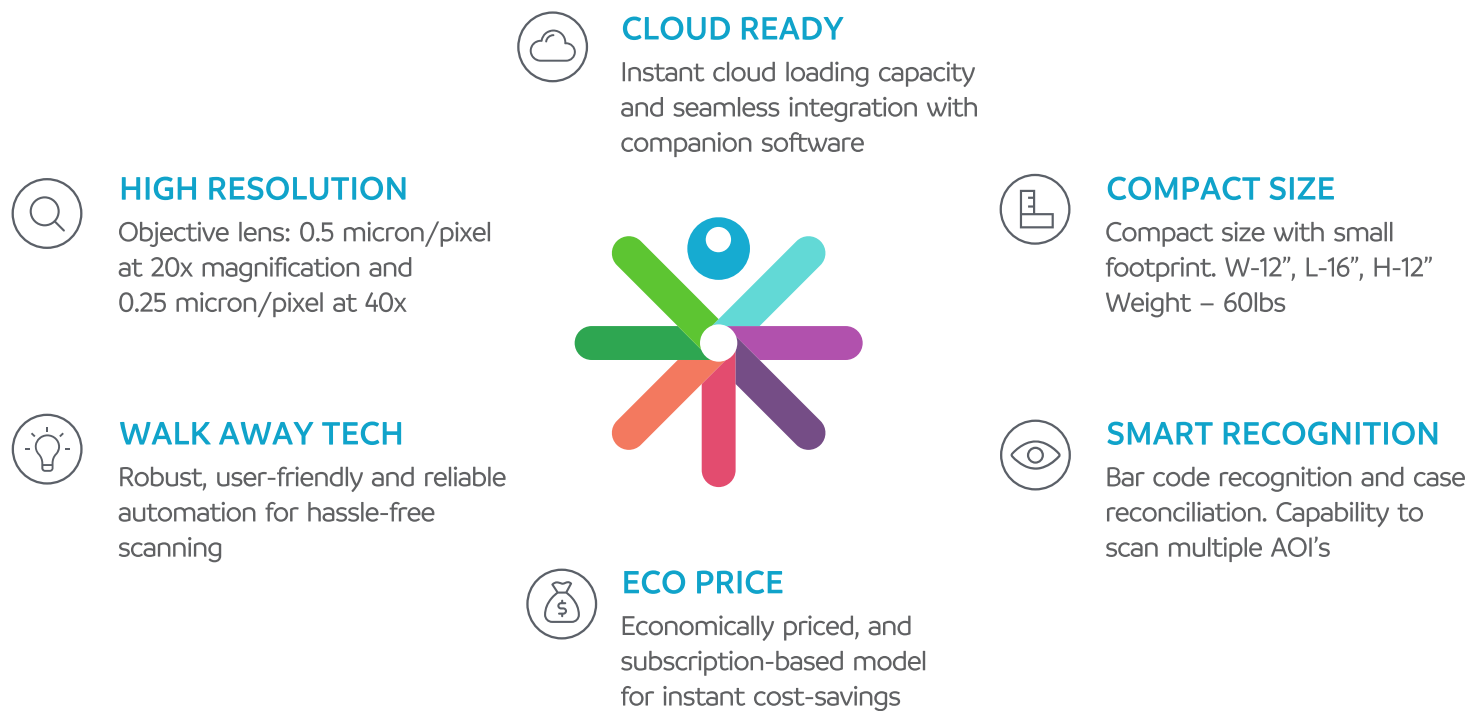 CLOUD READY
Instant cloud loading capacity
and seamless integration with
companion software
HIGH RESOLUTION
Objective lens: 0.5 micron/pixel
at 20x magnification and
0.25 micron/pixel at 40x
COMPACT SIZE
Compact size with small
footprint. W-12”, L-16”, H-12”
Weight – 60lbs
WALK AWAY TECH
Robust, user-friendly and reliable
automation for hassle-free
scanning
SMART RECOGNITION
Bar code recognition and case
reconciliation. Capability to
scan multiple AOI’s
$
ECO PRICE
Economically priced, and
subscription-based model
for instant cost-savings